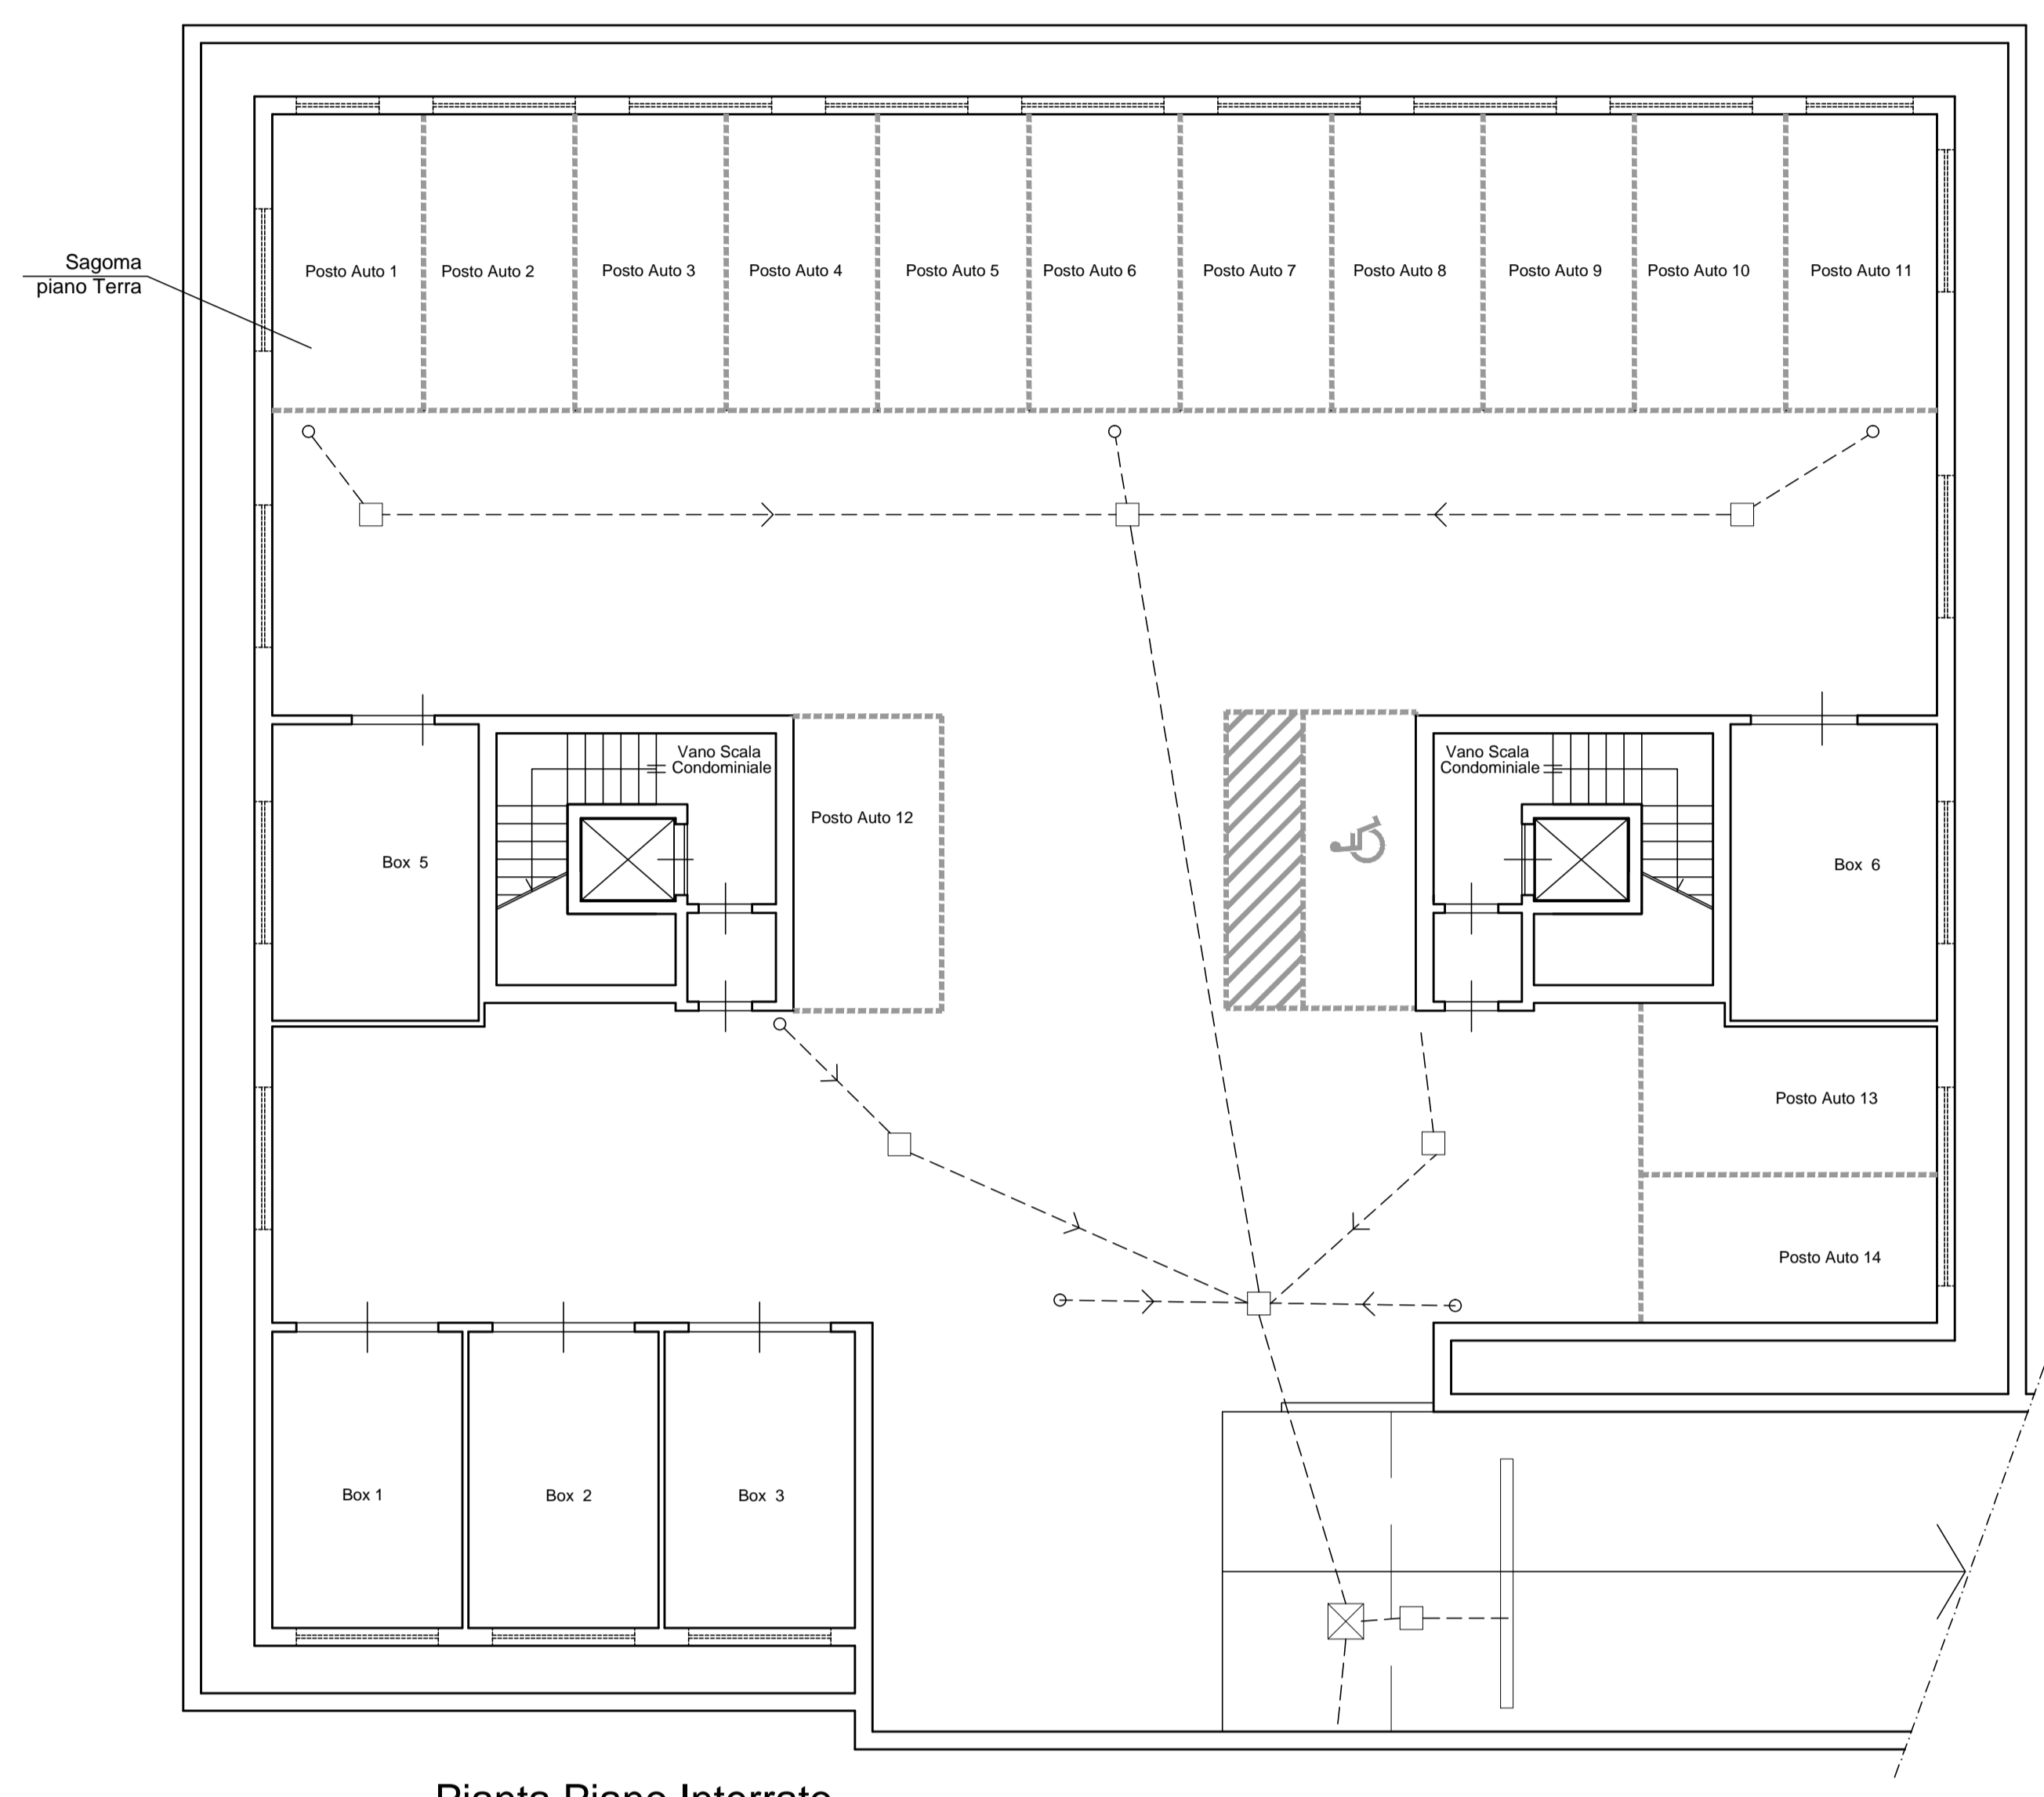 Sagoma
piano Terra
Posto Auto 1
Posto Auto 2
Posto Auto 3
Posto Auto 4
Posto Auto 5
Posto Auto 6
Posto Auto 7
Posto Auto 8
Posto Auto 9
Posto Auto 10
Posto Auto 11
Vano Scala
Condominiale
Vano Scala
Condominiale
Posto Auto 12
Box 5
Box 6
Posto Auto 13
Posto Auto 14
Box 1
Box 2
Box 3
Pianta Piano Interrato